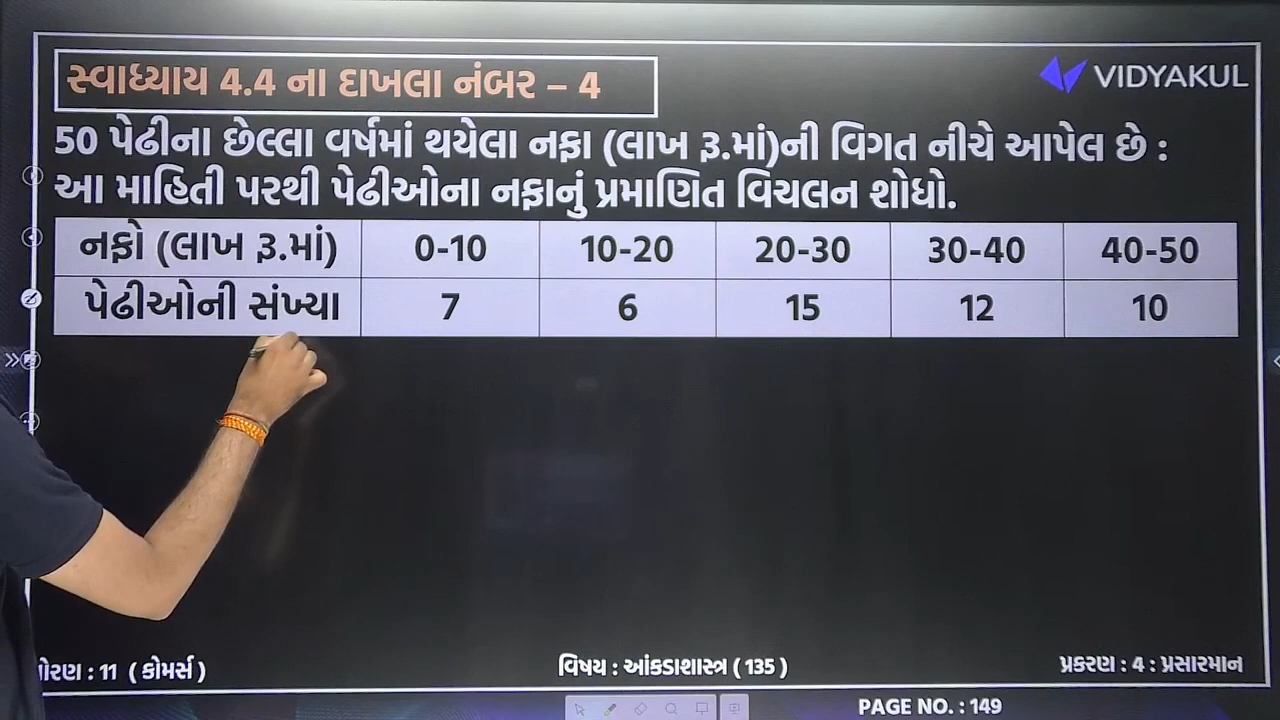 સ્વાધ્યાય 4.4 ના દાખલા નંબર – 4
VIDYAKUL
50 પેઢીના છેલ્લા વર્ષમાં થયેલા નફા (લાખ રૂ.માં)ની વિગત નીચે આપેલ છે :
આ માહિતી પરથી પેઢીઓના નફાનું પ્રમાણિત વિચલન શોધો.
નફો (લાખ રૂ.માં) 0-10 10-20 20-30 30-40 40-50
પેઢીઓની સંખ્યા 7 6 15 12 10
: 11 ( કોમર્સ )
વિષય : આંકડાશાસ્ત્ર ( 135 )
પ્રકરણ : 4 : પ્રસારમાન
PAGE NO. : 149